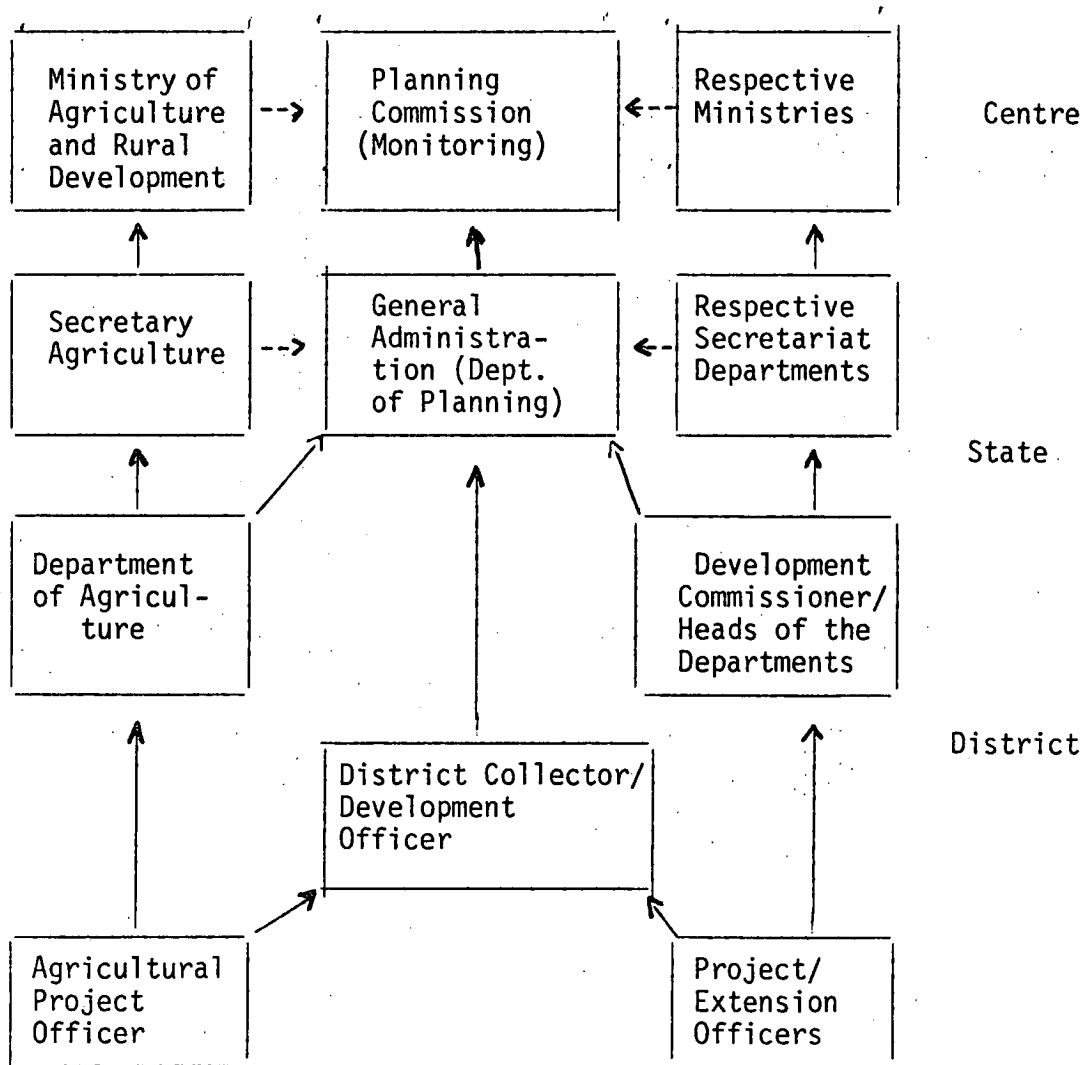 Ministry of
Agriculture
and Rural
Development
Planning
Commission
(Monitoring)
Respective
Ministries
Centre
Secretary
Agriculture
General
Administra-
tion (Dept.
of Planning)
Respective
Secretariat
Departments
State
Department
of Agricul-
ture
Development
Commissioner/
Heads of the
Departments
District
District Collector/
Development
Officer
Agricultural
Project
Officer
Project/
Extension
Officers